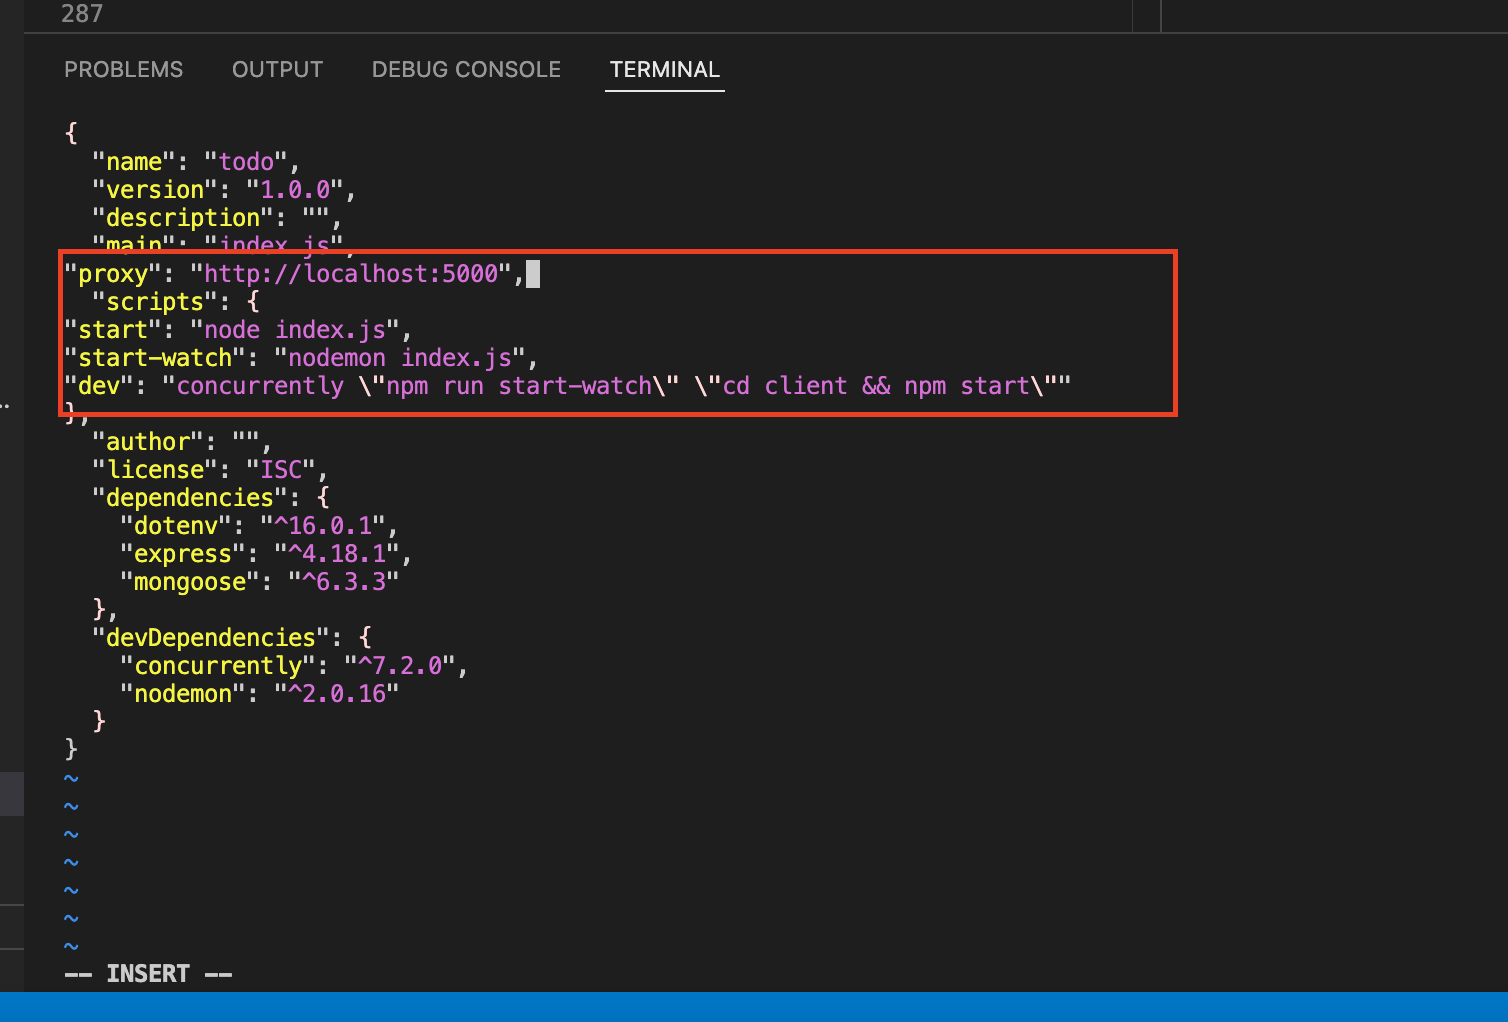 287
PROBLEMS OUTPUT DEBUG CONSOLE TERMINAL
{
  "name": "todo",
  "version": "1.0.0",
  "description": "",
  "main": "index.js",
"proxy": "http://localhost:5000",
  "scripts": {
"start": "node index.js",
"start-watch": "nodemon index.js",
"dev": "concurrently \"npm run start-watch\" \"cd client && npm start\""
},
  "author": "",
  "license": "ISC",
  "dependencies": {
    "dotenv": "^16.0.1",
    "express": "^4.18.1",
    "mongoose": "^6.3.3"
  },
  "devDependencies": {
    "concurrently": "^7.2.0",
    "nodemon": "^2.0.16"
  }
}
~
~
~
~
~
~
~
-- INSERT --